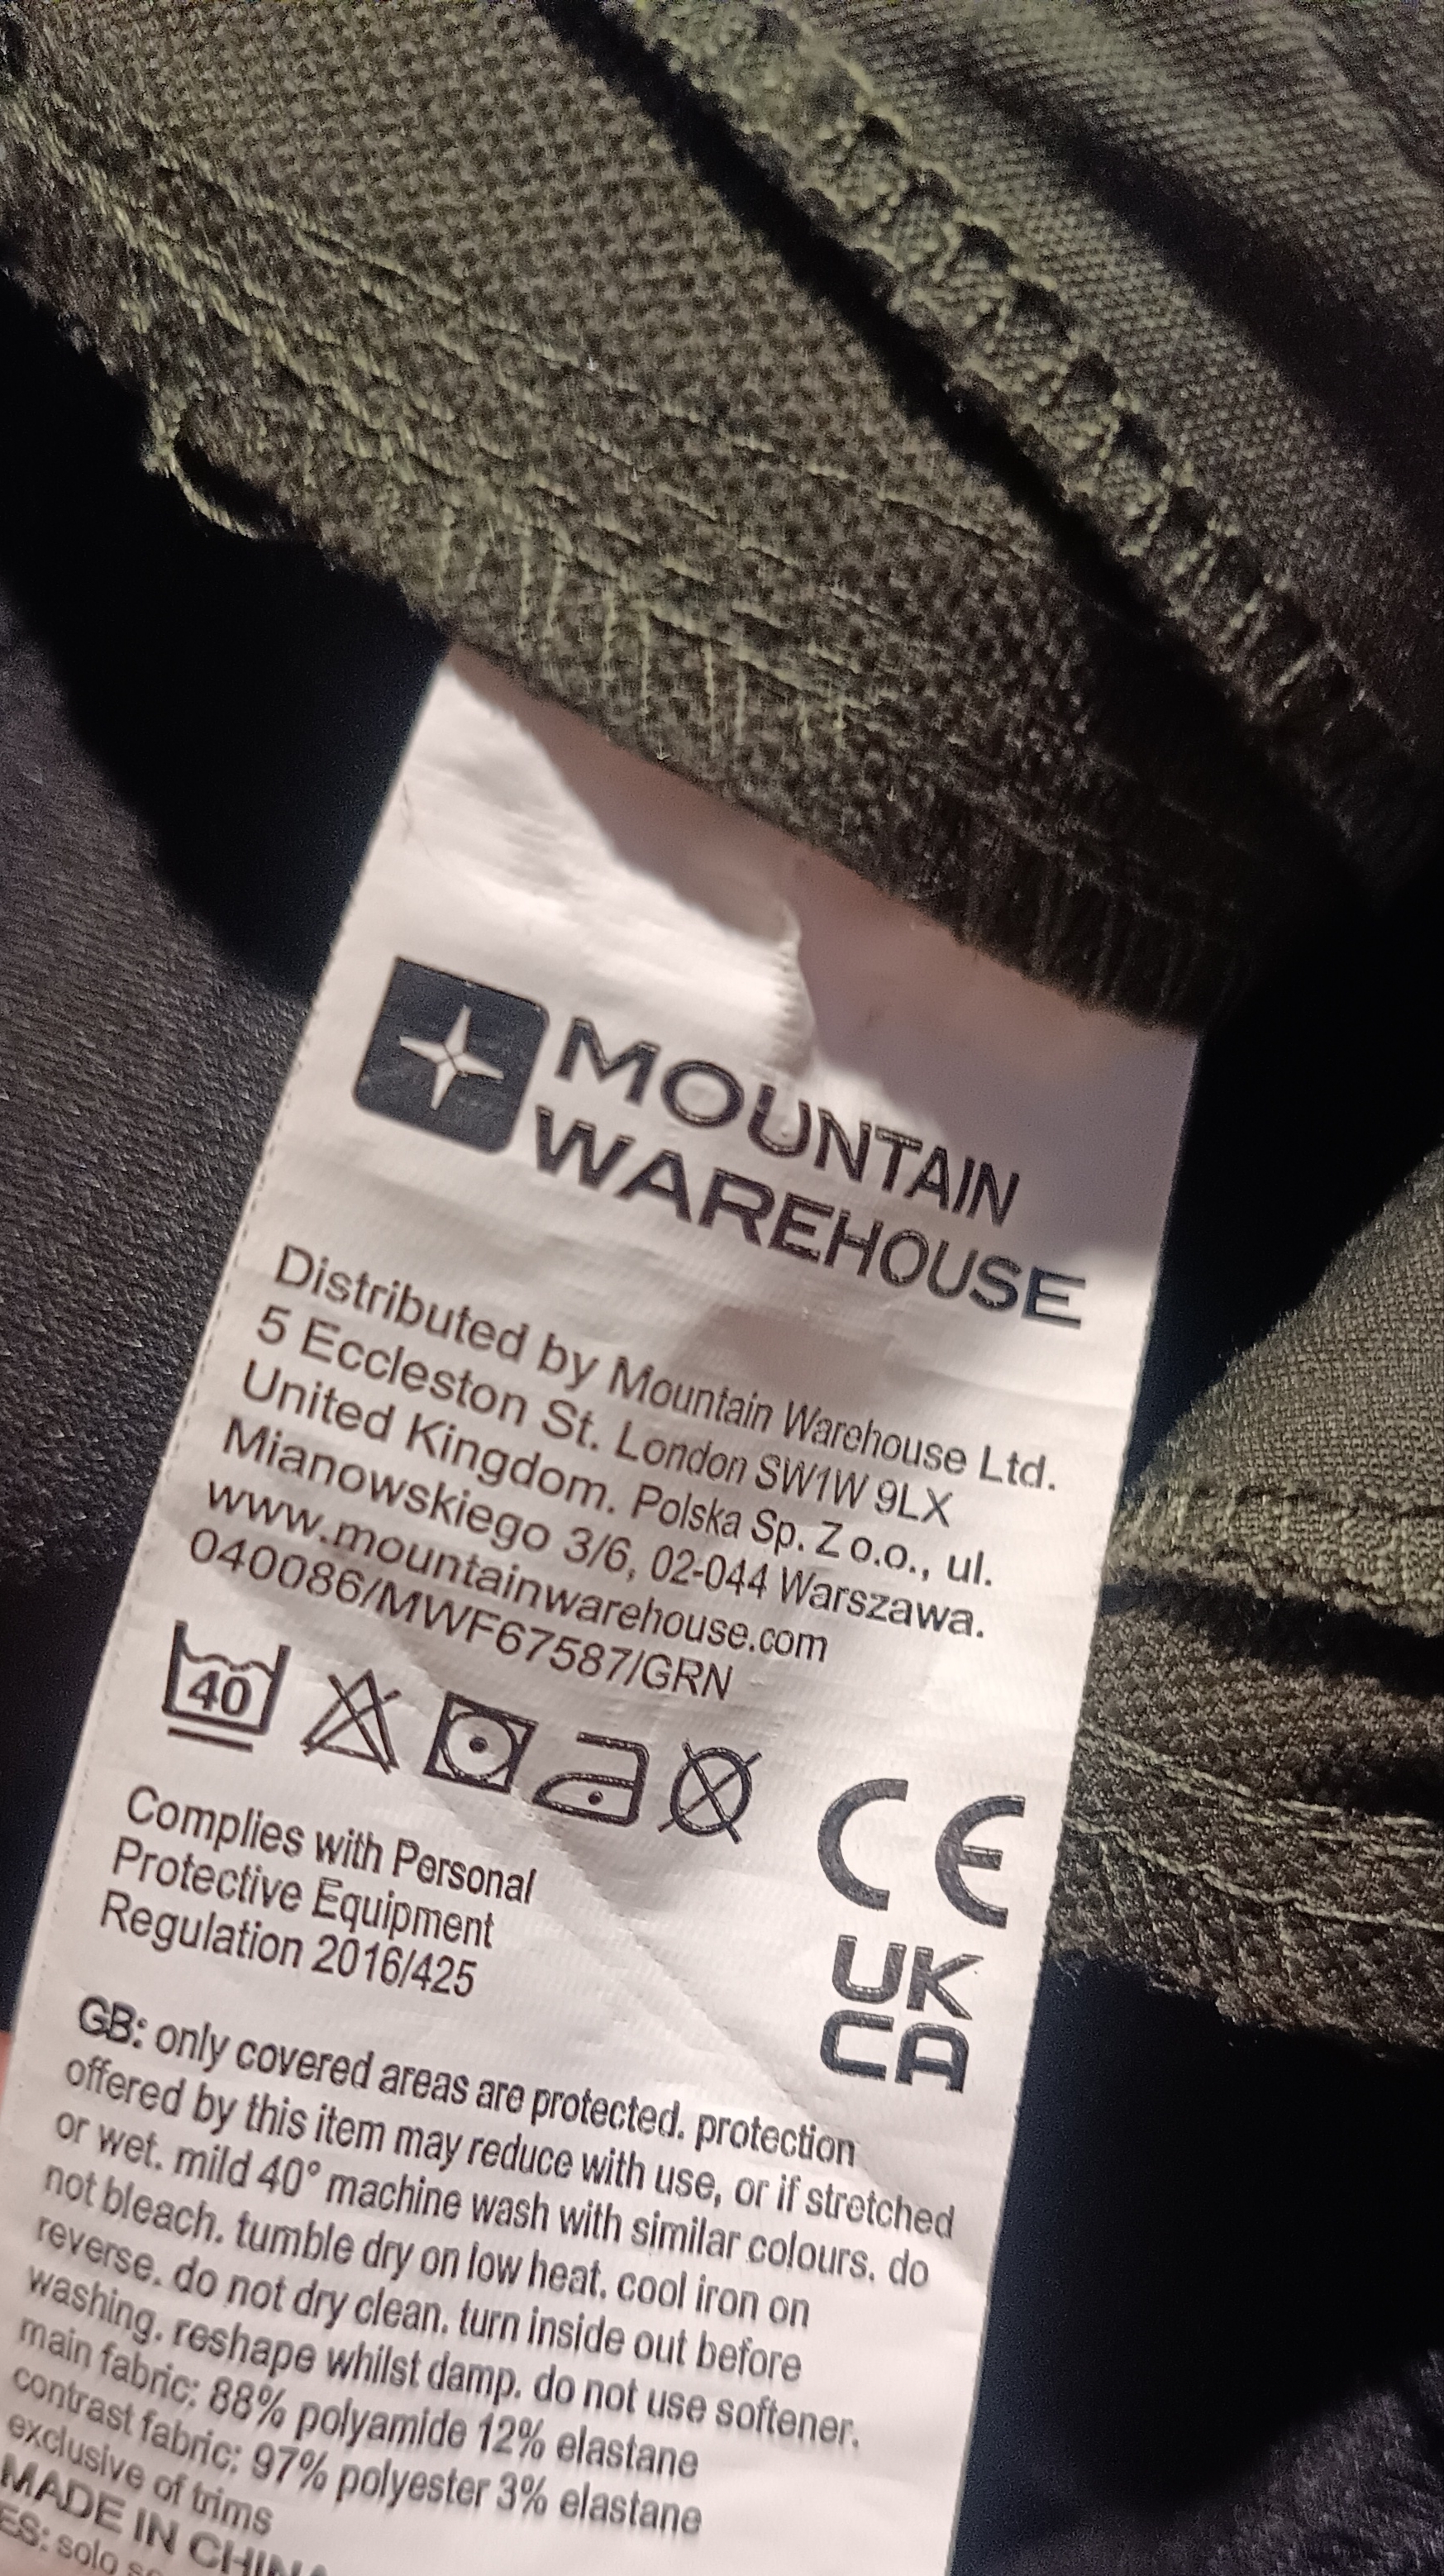 MOUNTAIN
WAREHOUSE
Distributed by Mountain Warehouse Ltd.
5 Eccleston St. London SW1W 9LX
United Kingdom. Polska Sp. Z o.o., ul.
Mianowskiego 3/6, 02-044 Warszawa.
www.mountainwarehouse.com
040086/MWF67587/GRN
40
CE
UK
CA
Complies with Personal
Protective Equipment
Regulation 2016/425
GB: only covered areas are protected. protection
offered by this item may reduce with use, or if stretched
or wet. mild 40° machine wash with similar colours. do
not bleach. tumble dry on low heat. cool iron on
reverse. do not dry clean. turn inside out before
washing. reshape whilst damp. do not use softener.
main fabric: 88% polyamide 12% elastane
contrast fabric: 97% polyester 3% elastane
exclusive of trims
MADE IN CHINA
ES: solo